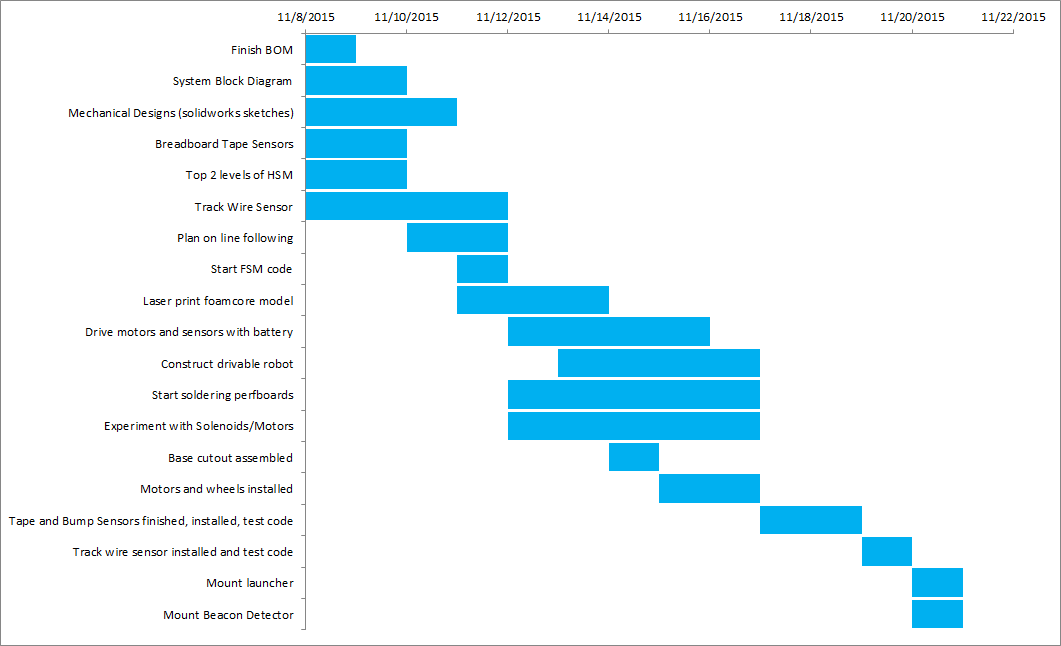 11/8/2015 11/10/2015 11/12/2015 11/14/2015 11/16/2015 11/18/2015 11/20/2015 11/22/2015
Finish BOM
System Block Diagram
Mechanical Designs (solidworks sketches)
Breadboard Tape Sensors
Top 2 levels of HSM
Track Wire Sensor
Plan on line following
Start FSM code
Laser print foamcore model
Drive motors and sensors with battery
Construct drivable robot
Start soldering perfboards
Experiment with Solenoids/Motors
Base cutout assembled
Motors and wheels installed
Tape and Bump Sensors finished, installed, test code
Track wire sensor installed and test code
Mount launcher
Mount Beacon Detector